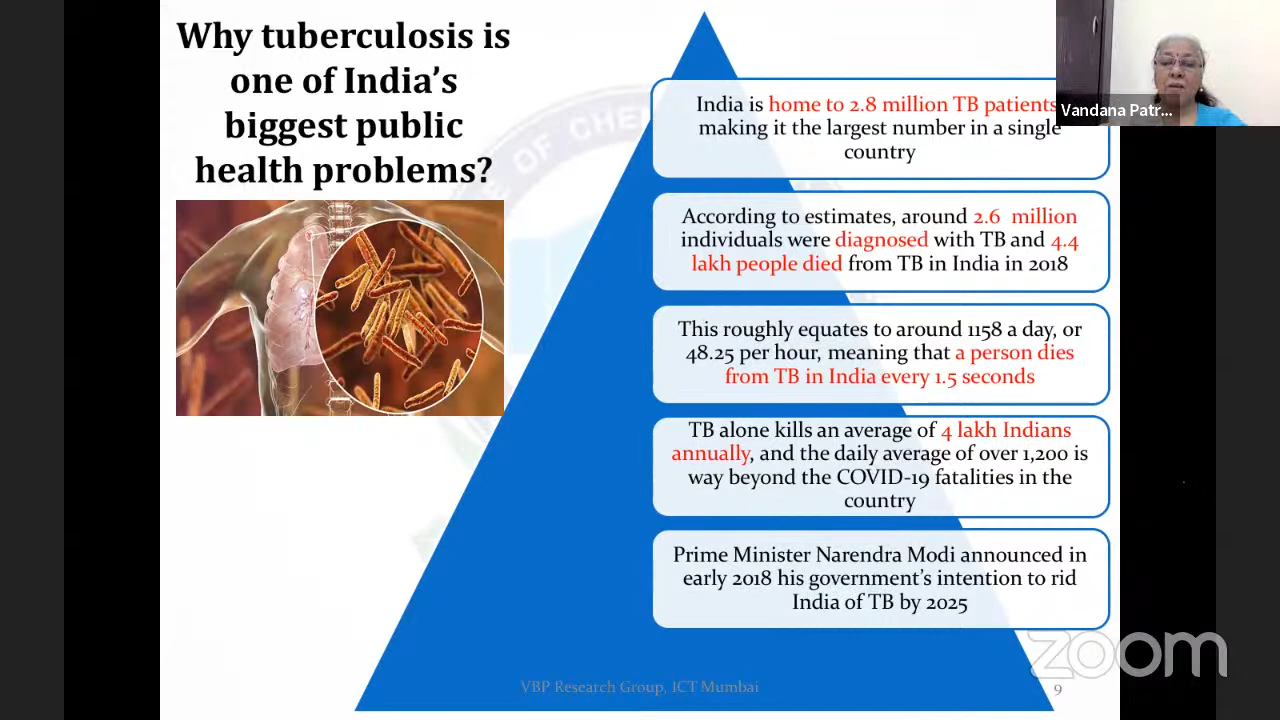 Why tuberculosis is
one of India's
biggest public
health problems?
India is home to 2.8 million TB patients
making it the largest number in a single
country
According to estimates, around 2.6 million
individuals were diagnosed with TB and 4.4
lakh people died from TB in India in 2018
This roughly equates to around 1158 a day, or
48.25 per hour, meaning that a person dies
from TB in India every 1.5 seconds
TB alone kills an average of 4 lakh Indians
annually, and the daily average of over 1,200 is
way beyond the COVID-19 fatalities in the
country
Prime Minister Narendra Modi announced in
early 2018 his government's intention to rid
India of TB by 2025
VBP Research Group, ICT Mumbai
9
Vandana Patr...
zoom
OF CHEM